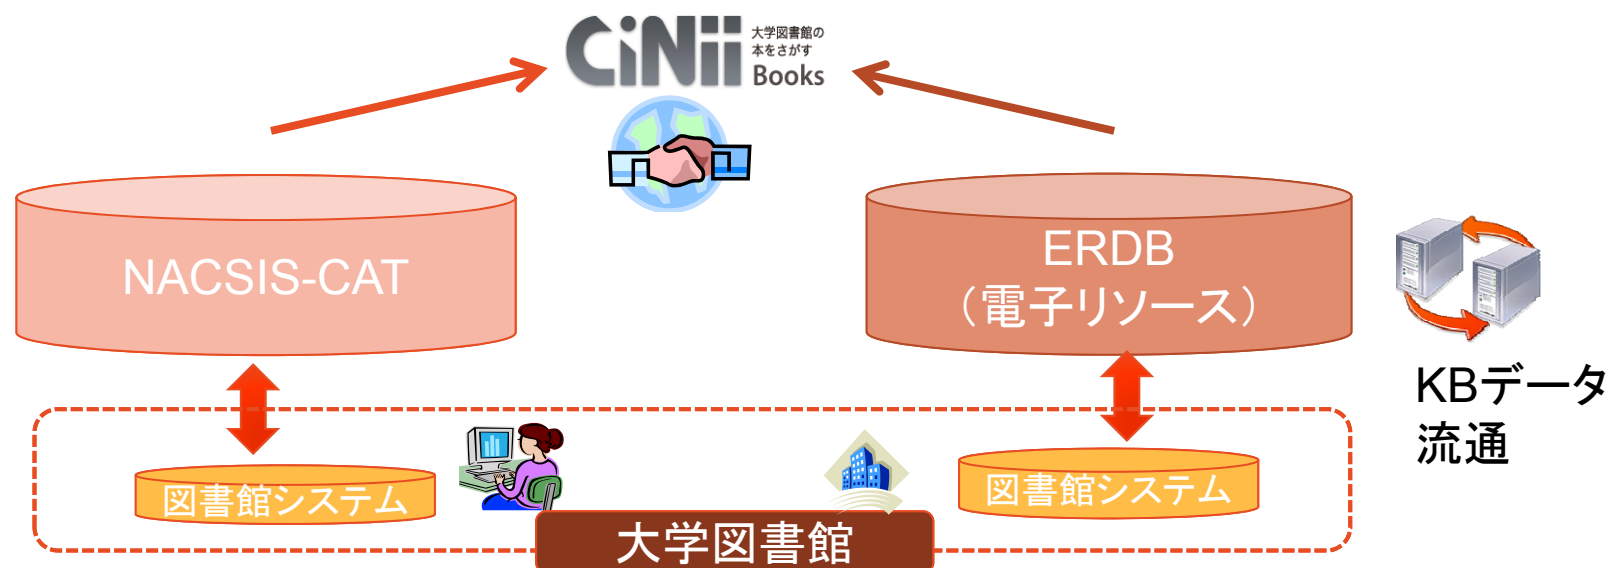 CiNii
大学図書館の
本をさがす
Books
NACSIS-CAT
ERDB
（電子リソース）
KBデータ
流通
図書館システム
図書館システム
大学図書館